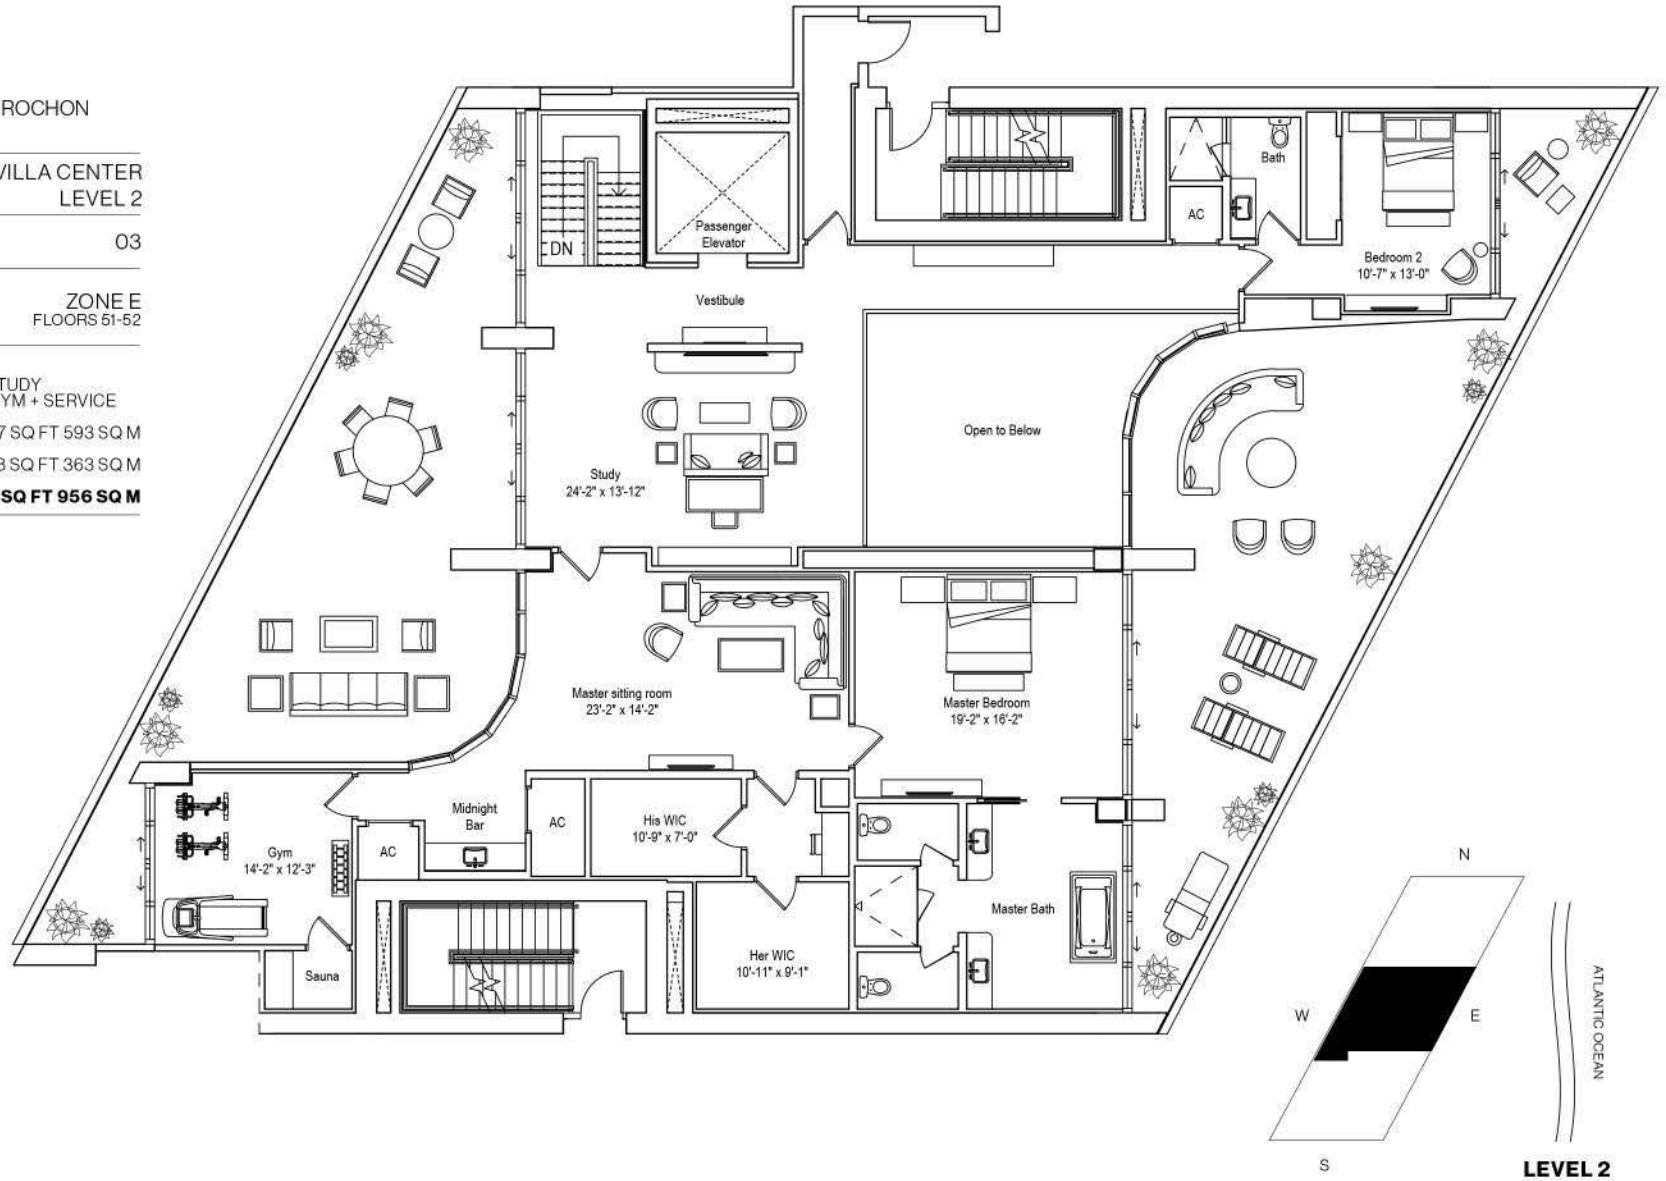 ROCHON
VILLA CENTER
LEVEL 2
03
ZONE E
FLOORS 51-52
TUDY
YM + SERVICE
7 SQ FT 593 SQ M
3 SQ FT 363 SQ M
SQ FT 956 SQ M
Passenger
Elevator
DN
Vestibule
Bath
AC
Bedroom 2
10'-7" x 13'-0"
Open to Below
Study
24'-2" x 13'-12"
Master sitting room
23'-2" x 14'-2"
Master Bedroom
19'-2" x 16'-2"
Midnight
Bar
AC
His WIC
10'-9" x 7'-0"
Gym
14'-2" x 12'-3"
AC
Master Bath
Her WIC
10'-11" x 9'-1"
Sauna
N
W
E
S
ATLANTIC OCEAN
LEVEL 2